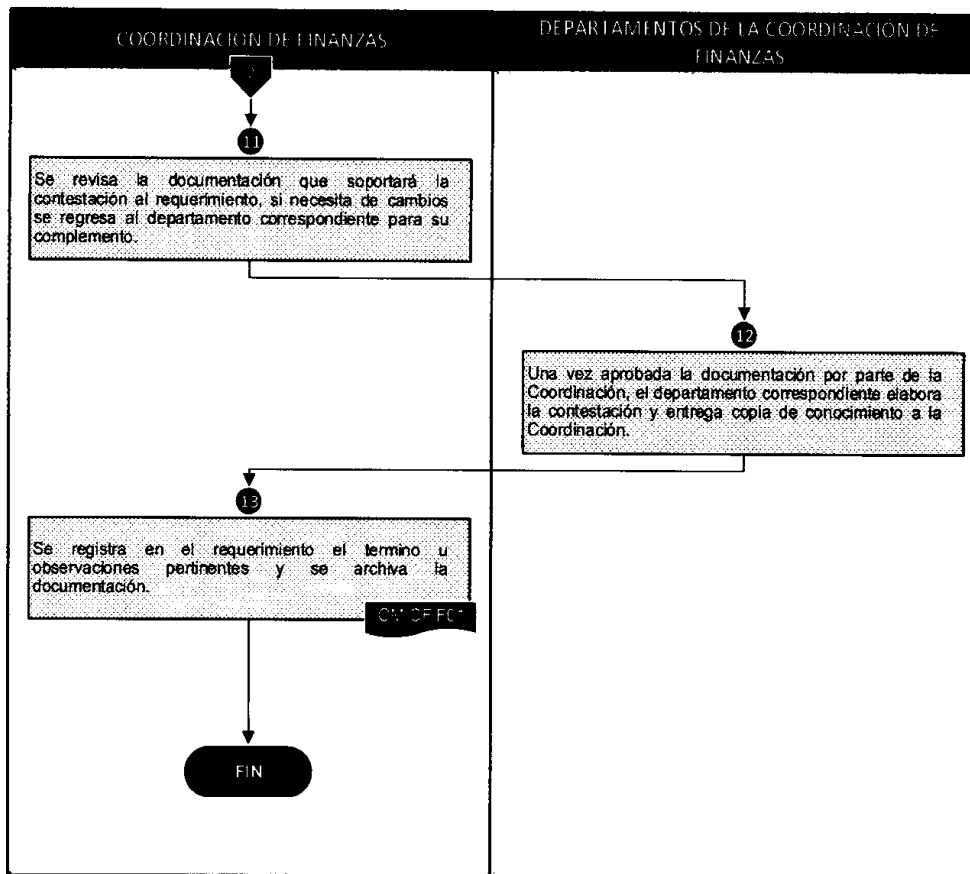 COORDINACIÓN DE FINANZAS
DEPARTAMENTOS DE LA COORDINACIÓN DE
FINANZAS
11
Se revisa la documentación que soportará la
contestación al requerimiento, si necesita de cambios
se regresa al departamento correspondiente para su
complemento.
12
Una vez aprobada la documentación por parte de la
Coordinación, el departamento correspondiente elabora
la contestación y entrega copia de conocimiento a la
Coordinación.
13
Se registra en el requerimiento el termino u
observaciones pertinentes y se archiva la
documentación.
FIN